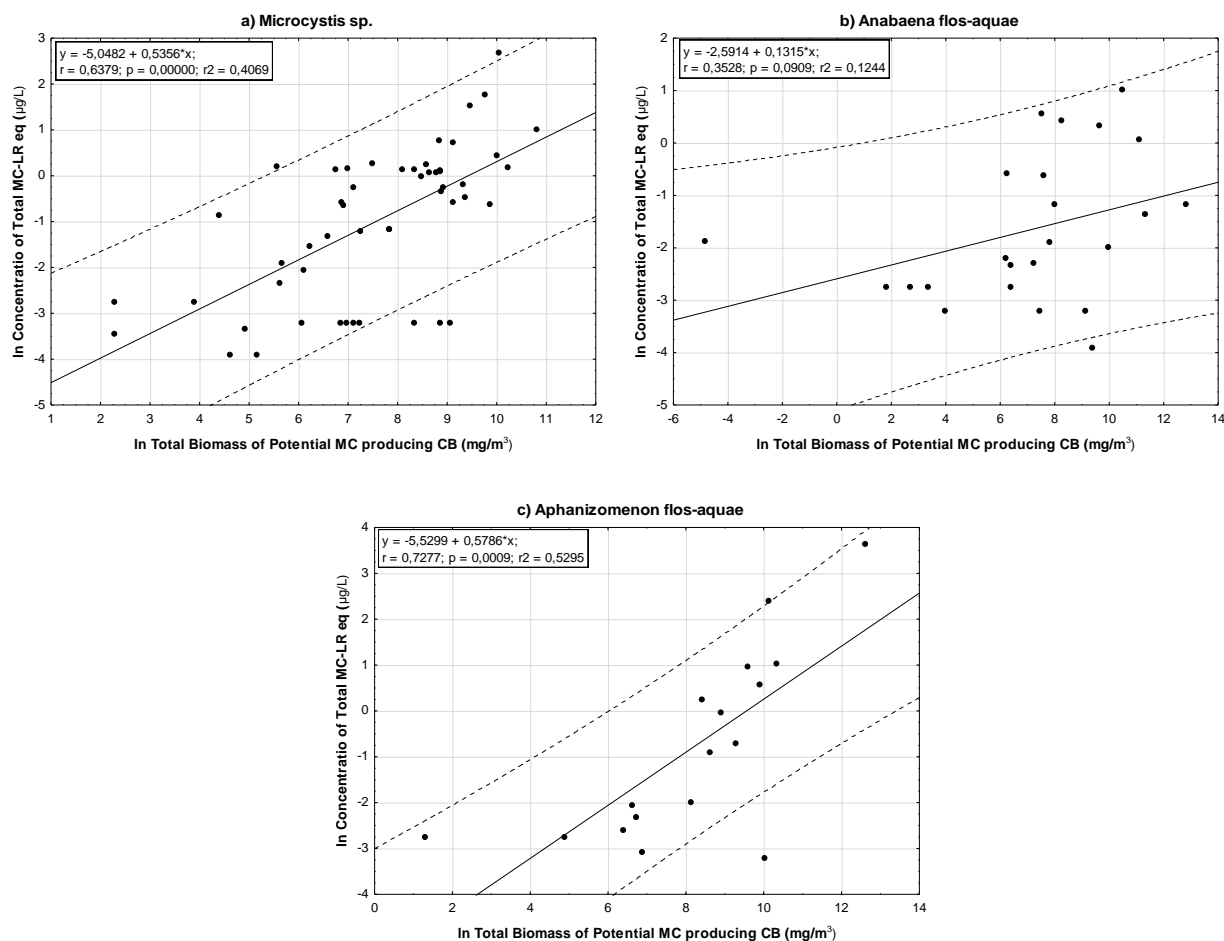 a) Microcystis sp.
y = -5,0482 + 0,5356*x;
r = 0,6379; p = 0,00000; r2 = 0,4069
ln Concentratio of Total MC-LR eq (µg/L)
3
2
1
0
-1
-2
-3
-4
-5
1 2 3 4 5 6 7 8 9 10 11 12
ln Total Biomass of Potential MC producing CB (mg/m³)
b) Anabaena flos-aquae
y = -2,5914 + 0,1315*x;
r = 0,3528; p = 0,0909; r2 = 0,1244
ln Concentratio of Total MC-LR eq (µg/L)
2
1
0
-1
-2
-3
-4
-5
-6 -4 -2 0 2 4 6 8 10 12 14
ln Total Biomass of Potential MC producing CB (mg/m³)
c) Aphanizomenon flos-aquae
y = -5,5299 + 0,5786*x;
r = 0,7277; p = 0,0009; r2 = 0,5295
ln Concentratio of Total MC-LR eq (µg/L)
4
3
2
1
0
-1
-2
-3
-4
0 2 4 6 8 10 12 14
ln Total Biomass of Potential MC producing CB (mg/m³)